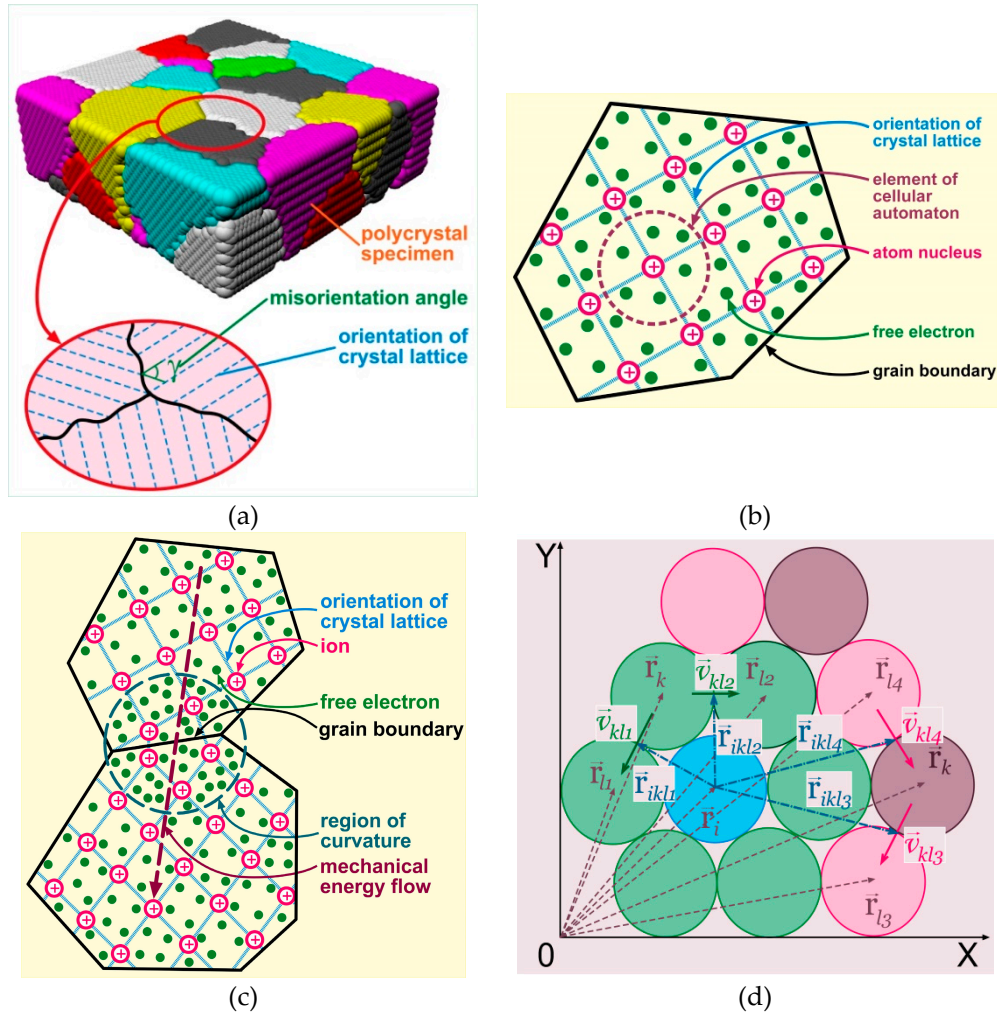 polycrystal
specimen
misorientation angle
γ
orientation of
crystal lattice
(a)
orientation of
crystal lattice
element of
cellular
automaton
atom nucleus
free electron
grain boundary
(b)
orientation of
crystal lattice
ion
free electron
grain boundary
region of
curvature
mechanical
energy flow
(c)
Y
r⃗k
v⃗kl2
r⃗l2
r⃗l4
v⃗kl1
r⃗ikl2
r⃗ikl4
v⃗kl4
r⃗l1
r⃗ikl1
r⃗i
r⃗ikl3
r⃗k
v⃗kl3
r⃗l3
0
X
(d)